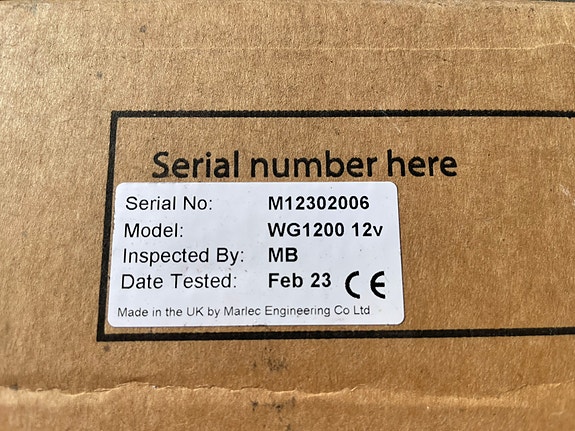 Serial number here
Serial No: M12302006
Model: WG1200 12v
Inspected By: MB
Date Tested: Feb 23 CE
Made in the UK by Marlec Engineering Co Ltd